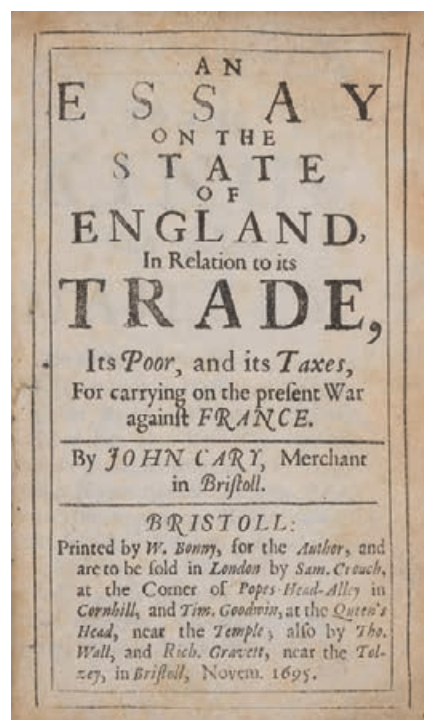 AN
ESSAY
ON THE
STATE
OF
ENGLAND,
In Relation to its
TRADE,
Its Poor, and its Taxes,
For carrying on the preſent War
againſt FRANCE.
By JOHN CARY, Merchant
in Briſtoll.
BRISTOLL:
Printed by W. Bonny, for the Author, and
are to be ſold in London by Sam. Crouch,
at the Corner of Popes-Head-Alley in
Cornhill, and Tim. Goodwin, at the Queen's
Head, near the Temple; alſo by Tho.
Wall, and Rich. Gravett, near the Tol-
zey, in Briſtoll, Novem. 1695.